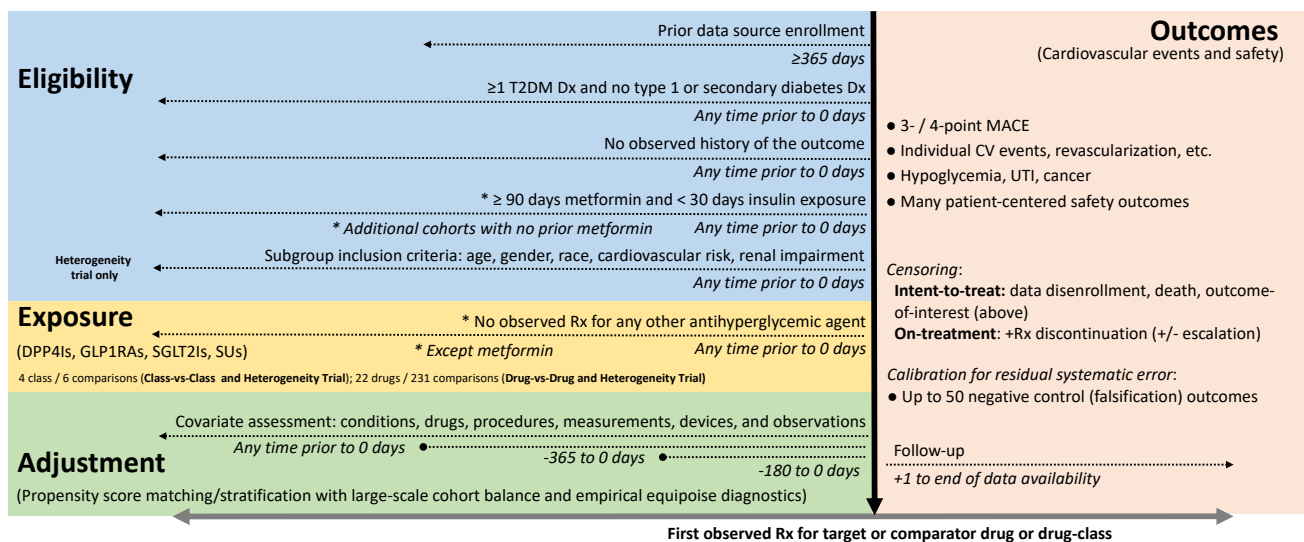 Eligibility
Prior data source enrollment
≥365 days
≥1 T2DM Dx and no type 1 or secondary diabetes Dx
Any time prior to 0 days
No observed history of the outcome
Any time prior to 0 days
* ≥ 90 days metformin and < 30 days insulin exposure
* Additional cohorts with no prior metformin Any time prior to 0 days
Heterogeneity
trial only
Subgroup inclusion criteria: age, gender, race, cardiovascular risk, renal impairment
Any time prior to 0 days
Exposure
(DPP4Is, GLP1RAs, SGLT2Is, SUs)
* No observed Rx for any other antihyperglycemic agent
* Except metformin Any time prior to 0 days
4 class / 6 comparisons (Class-vs-Class and Heterogeneity Trial); 22 drugs / 231 comparisons (Drug-vs-Drug and Heterogeneity Trial)
Adjustment
Covariate assessment: conditions, drugs, procedures, measurements, devices, and observations
Any time prior to 0 days
-365 to 0 days
-180 to 0 days
(Propensity score matching/stratification with large-scale cohort balance and empirical equipoise diagnostics)
Outcomes
(Cardiovascular events and safety)
● 3- / 4-point MACE
● Individual CV events, revascularization, etc.
● Hypoglycemia, UTI, cancer
● Many patient-centered safety outcomes
Censoring:
Intent-to-treat: data disenrollment, death, outcome-
of-interest (above)
On-treatment: +Rx discontinuation (+/- escalation)
Calibration for residual systematic error:
● Up to 50 negative control (falsification) outcomes
Follow-up
+1 to end of data availability
First observed Rx for target or comparator drug or drug-class